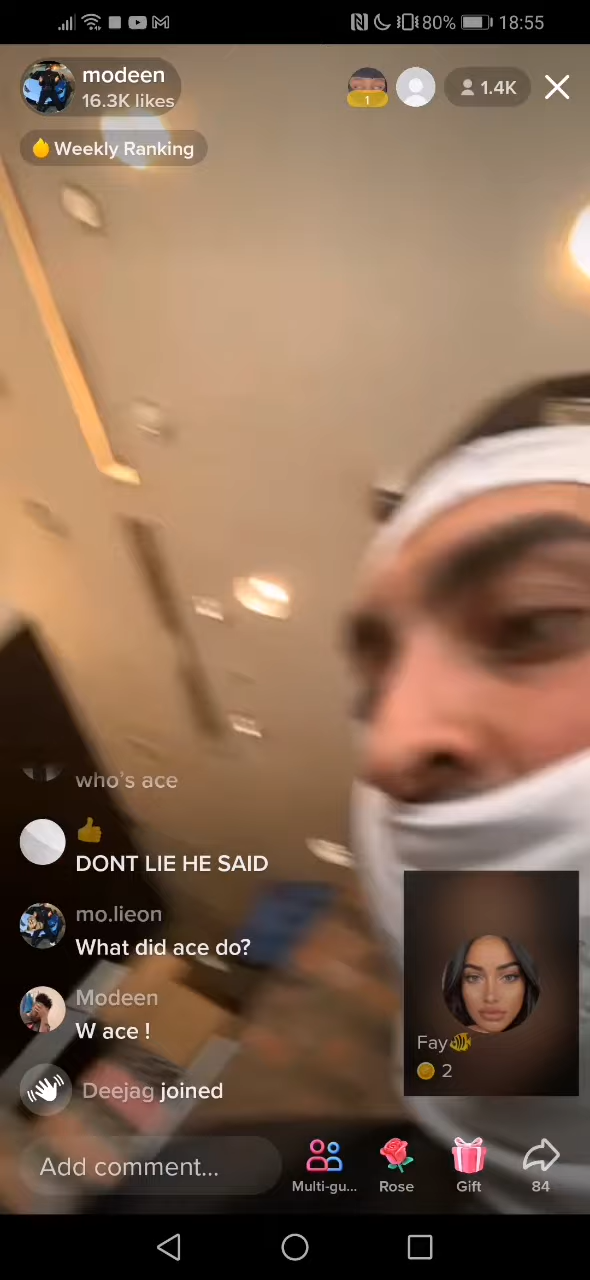 80% 18:55
modeen
16.3K likes
1
1.4K
Weekly Ranking
who's ace
DONT LIE HE SAID
mo.lieon
What did ace do?
Modeen
W ace !
Deejag joined
Fay
2
Add comment...
Multi-gu...
Rose
Gift
84